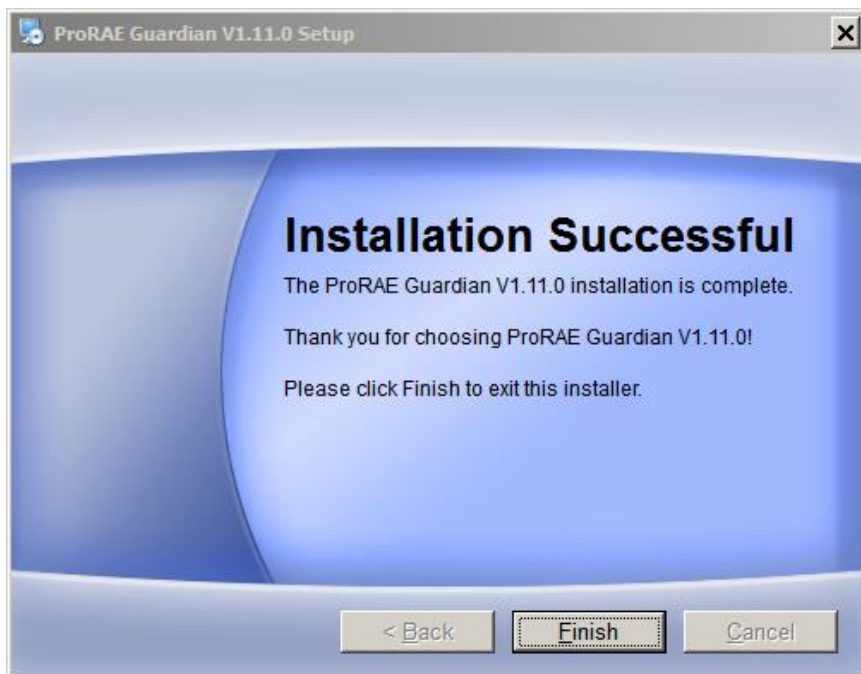 ProRAE Guardian V1.11.0 Setup
Installation Successful
The ProRAE Guardian V1.11.0 installation is complete.
Thank you for choosing ProRAE Guardian V1.11.0!
Please click Finish to exit this installer.
< Back Finish Cancel